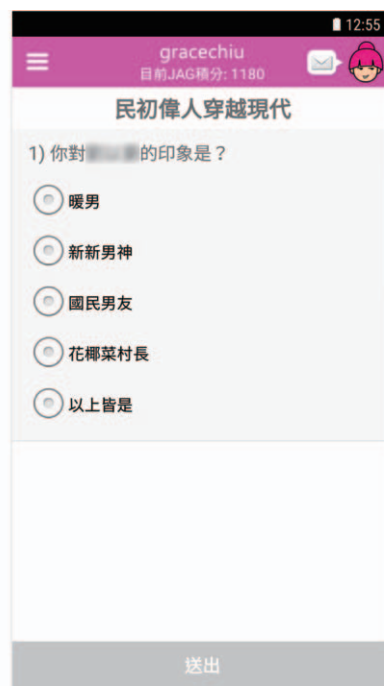 12:55
gracechiu
目前JAG積分: 1180
民初偉人穿越現代
1) 你對 的印象是？
暖男
新新男神
國民男友
花椰菜村長
以上皆是
送出